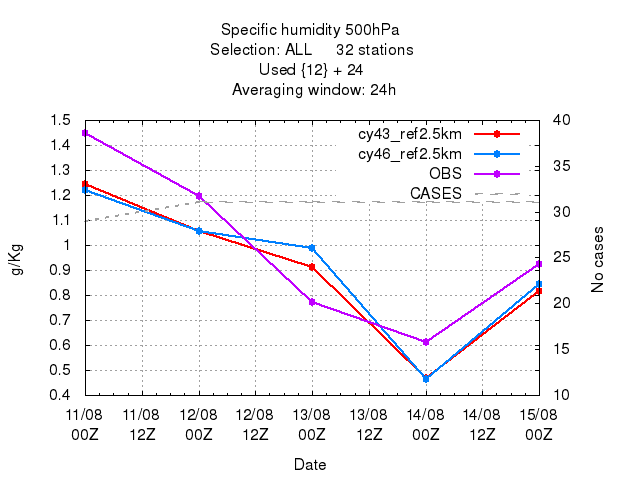 Specific humidity 500hPa
Selection: ALL     32 stations
Used {12} + 24
Averaging window: 24h
cy43_ref2.5km
cy46_ref2.5km
OBS
CASES
1.5
1.4
1.3
1.2
1.1
1
0.9
0.8
0.7
0.6
0.5
0.4
g/Kg
40
35
30
25
20
15
10
No cases
11/08 11/08 12/08 12/08 13/08 13/08 14/08 14/08 15/08
00Z 12Z 00Z 12Z 00Z 12Z 00Z 12Z 00Z
Date